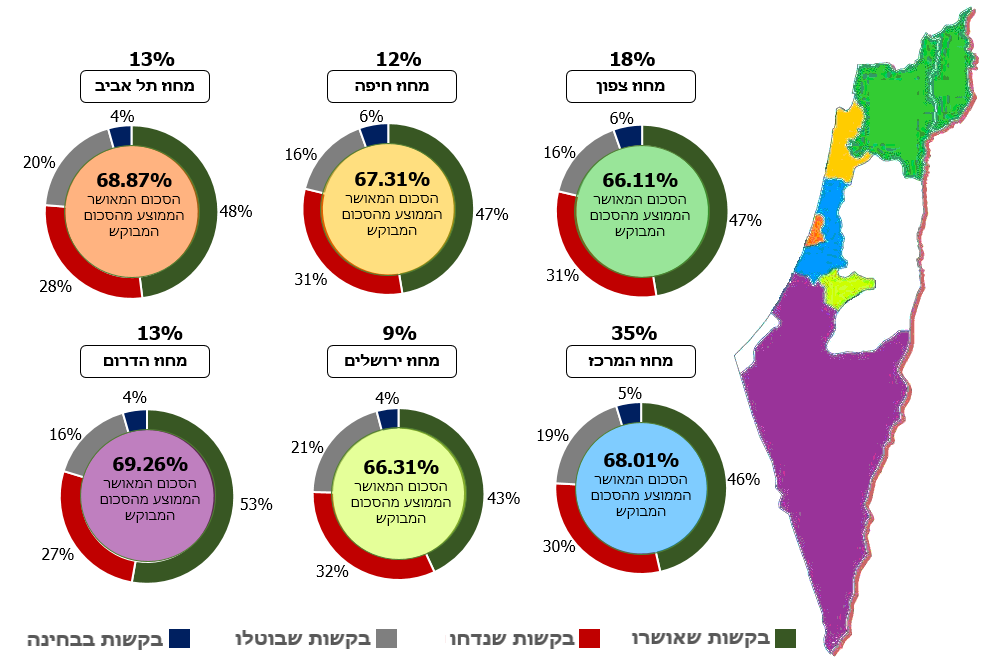 18%
מחוז צפון
6%
16%
66.11%
הסכום המאושר
הממוצע מהסכום
המבוקש
47%
31%
12%
מחוז חיפה
6%
16%
67.31%
הסכום המאושר
הממוצע מהסכום
המבוקש
47%
31%
13%
מחוז תל אביב
4%
20%
68.87%
הסכום המאושר
הממוצע מהסכום
המבוקש
48%
28%
35%
מחוז המרכז
5%
19%
68.01%
הסכום המאושר
הממוצע מהסכום
המבוקש
46%
30%
9%
מחוז ירושלים
4%
21%
66.31%
הסכום המאושר
הממוצע מהסכום
המבוקש
43%
32%
13%
מחוז הדרום
4%
16%
69.26%
הסכום המאושר
הממוצע מהסכום
המבוקש
53%
27%
בקשות שאושרו
בקשות שנדחו
בקשות שבוטלו
בקשות בבחינה